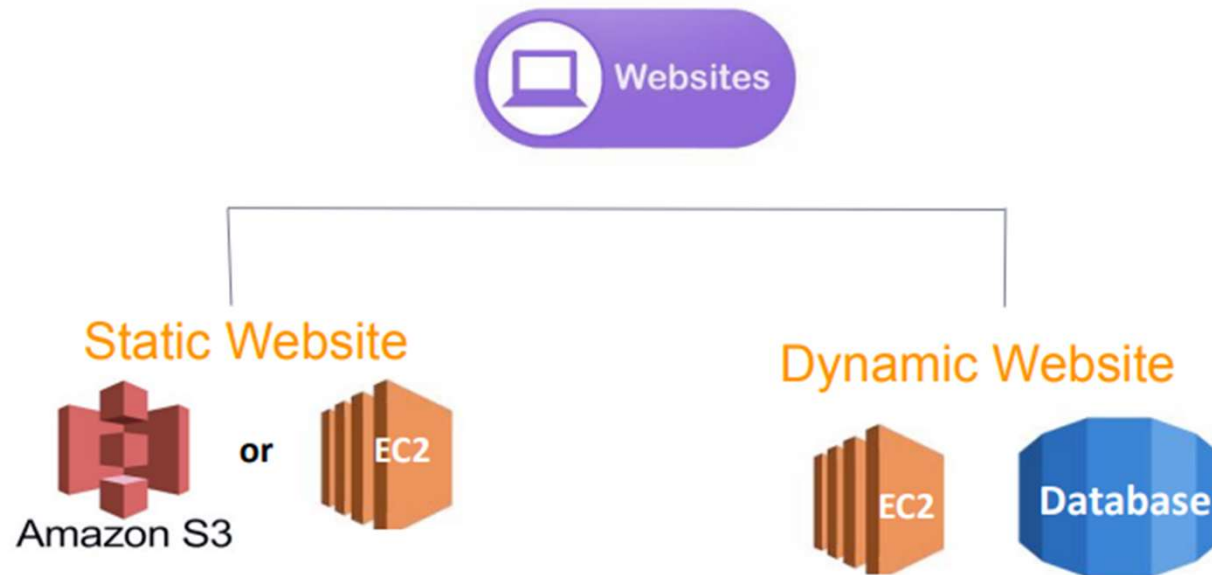 Websites
Static Website
Dynamic Website
or
EC2
Amazon S3
EC2
Database